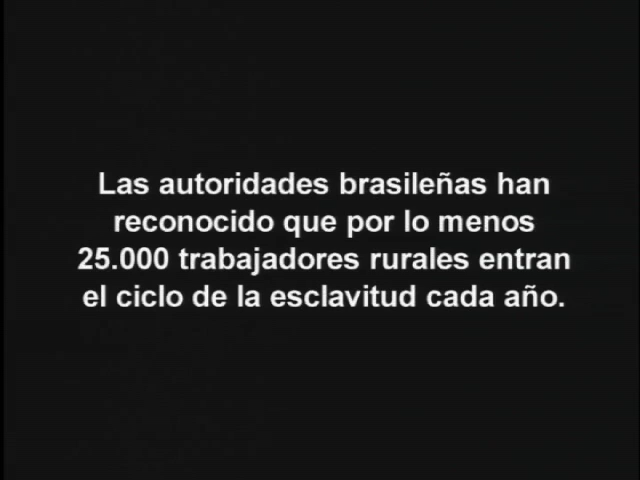 Las autoridades brasileñas han
reconocido que por lo menos
25.000 trabajadores rurales entran
el ciclo de la esclavitud cada año.